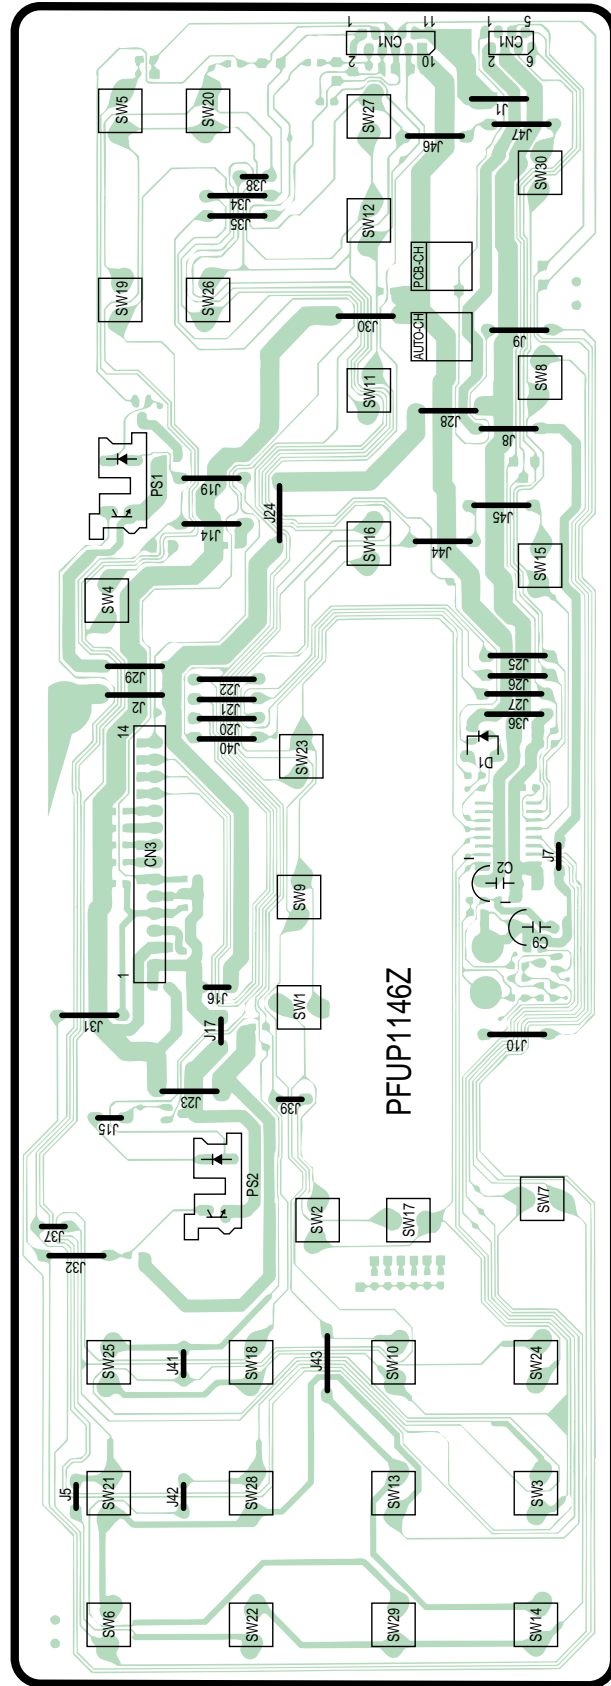 1
11
CN1
2
10
1
5
CN1
2
6
SW5
SW20
SW27
J1
J47
J46
SW30
J38
J34
J35
SW12
PCB-CH
SW19
SW26
AUTO-CH
J30
J9
SW8
SW11
J28
J8
PS1
J19
J24
J14
J45
J44
SW16
SW15
SW4
J29
J2
J22
J21
J20
J40
J25
J26
J27
J36
14
SW23
D1
CN3
J7
C2
SW9
C9
1
J16
SW1
J31
J17
J10
PFUP1146Z
J23
J39
J15
PS2
SW7
J37
SW2
SW17
J32
SW25
J41
SW18
J43
SW10
SW24
J5
SW21
J42
SW28
SW13
SW3
SW6
SW22
SW29
SW14